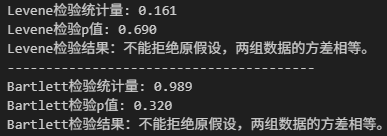 Levene检验统计量: 0.161
Levene检验p值: 0.690
Levene检验结果: 不能拒绝原假设，两组数据的方差相等。
----------------------------------------
Bartlett检验统计量: 0.989
Bartlett检验p值: 0.320
Bartlett检验结果: 不能拒绝原假设，两组数据的方差相等。